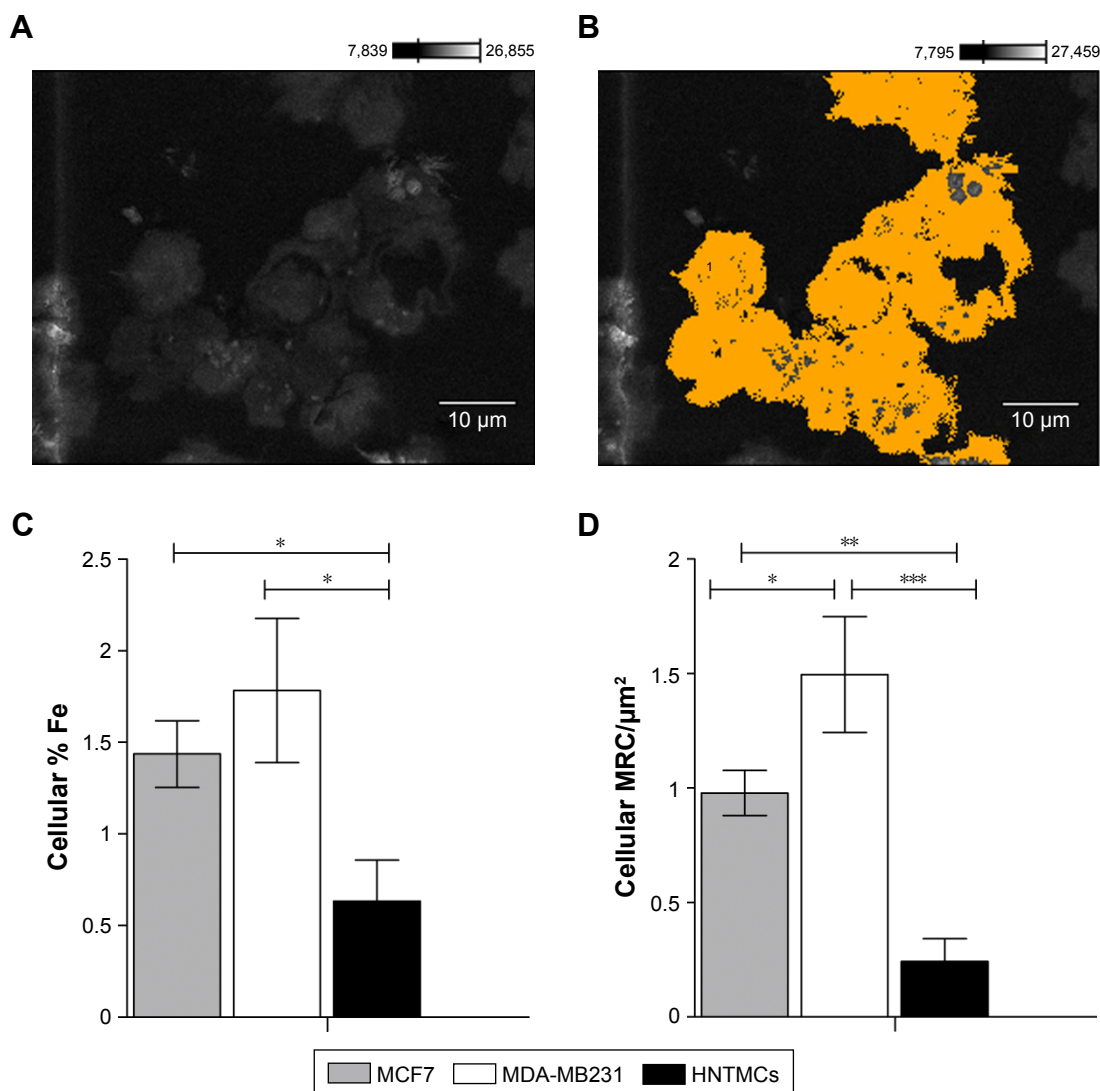 A
7,839 26,855
10 µm
B
7,795 27,459
1
10 µm
C
Cellular % Fe
2.5
2
1.5
1
0.5
0
*
*
D
Cellular MRC/µm²
2
1.5
1
0.5
0
**
* ***
MCF7 MDA-MB231 HNTMCs